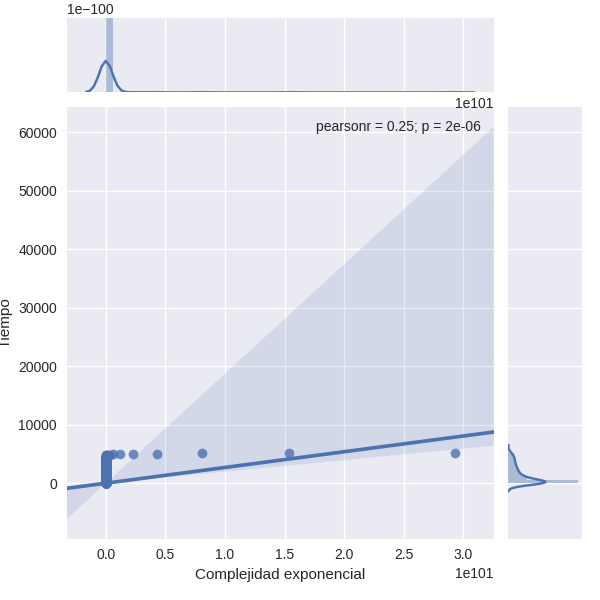 1e−100
1e101
pearsonr = 0.25; p = 2e-06
60000
50000
40000
30000
20000
10000
0
Tiempo
0.0 0.5 1.0 1.5 2.0 2.5 3.0
Complejidad exponencial 1e101